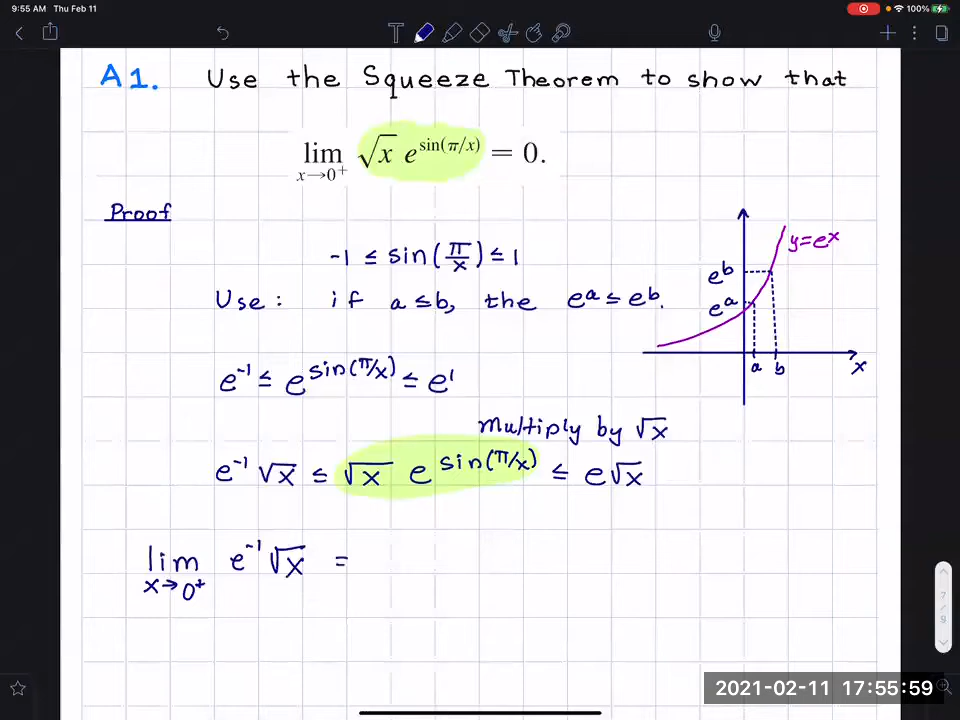 9:55 AM Thu Feb 11
100%
A1. Use the Squeeze Theorem to show that
lim x→0⁺ √x e^sin(π/x) = 0.
Proof
-1 ≤ sin(π/x) ≤ 1
Use: if a ≤ b, the e^a ≤ e^b.
y=e^x
e^b
e^a
a b x
e^-1 ≤ e^sin(π/x) ≤ e^1
Multiply by √x
e^-1 √x ≤ √x e^sin(π/x) ≤ e√x
lim x→0⁺ e^-1 √x =
7 / 8
2021-02-11 17:55:59